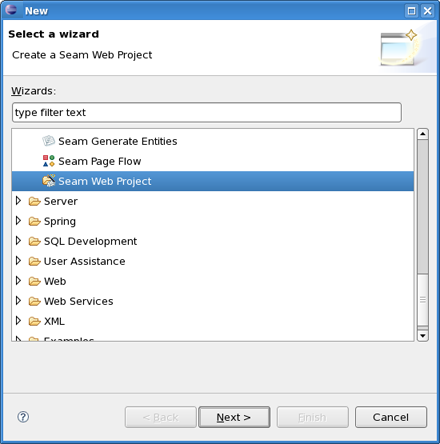 New
Select a wizard
Create a Seam Web Project
Wizards:
type filter text
Seam Generate Entities
Seam Page Flow
Seam Web Project
Server
Spring
SQL Development
User Assistance
Web
Web Services
XML
Examples
? < Back Next > Finish Cancel